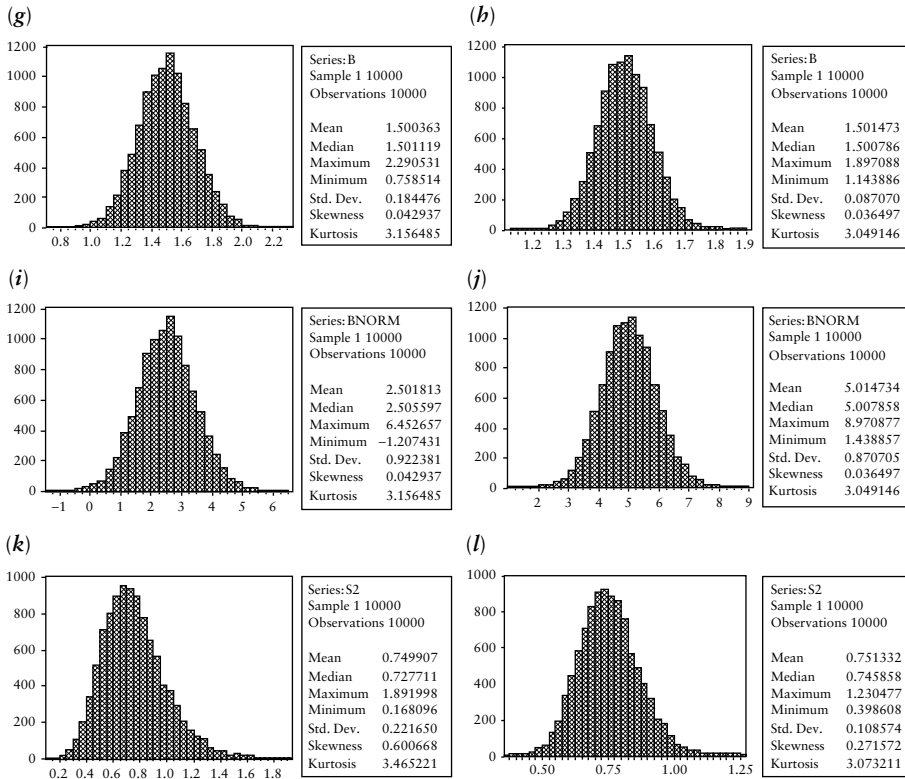 (g)
1200
1000
800
600
400
200
0
0.8 1.0 1.2 1.4 1.6 1.8 2.0 2.2
Series:B
Sample 1 10000
Observations 10000
Mean 1.500363
Median 1.501119
Maximum 2.290531
Minimum 0.758514
Std. Dev. 0.184476
Skewness 0.042937
Kurtosis 3.156485
(h)
1200
1000
800
600
400
200
0
1.2 1.3 1.4 1.5 1.6 1.7 1.8 1.9
Series:B
Sample 1 10000
Observations 10000
Mean 1.501473
Median 1.500786
Maximum 1.897088
Minimum 1.143886
Std. Dev. 0.087070
Skewness 0.036497
Kurtosis 3.049146
(i)
1200
1000
800
600
400
200
0
−1 0 1 2 3 4 5 6
Series:BNORM
Sample 1 10000
Observations 10000
Mean 2.501813
Median 2.505597
Maximum 6.452657
Minimum −1.207431
Std. Dev. 0.922381
Skewness 0.042937
Kurtosis 3.156485
(j)
1200
1000
800
600
400
200
0
2 3 4 5 6 7 8 9
Series:BNORM
Sample 1 10000
Observations 10000
Mean 5.014734
Median 5.007858
Maximum 8.970877
Minimum 1.438857
Std. Dev. 0.870705
Skewness 0.036497
Kurtosis 3.049146
(k)
1000
800
600
400
200
0
0.2 0.4 0.6 0.8 1.0 1.2 1.4 1.6 1.8
Series:S2
Sample 1 10000
Observations 10000
Mean 0.749907
Median 0.727711
Maximum 1.891998
Minimum 0.168096
Std. Dev. 0.221650
Skewness 0.600668
Kurtosis 3.465221
(l)
1000
800
600
400
200
0
0.50 0.75 1.00 1.25
Series:S2
Sample 1 10000
Observations 10000
Mean 0.751332
Median 0.745858
Maximum 1.230477
Minimum 0.398608
Std. Dev. 0.108574
Skewness 0.271572
Kurtosis 3.073211